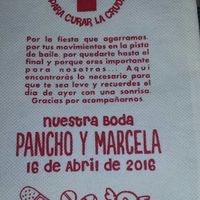 PARA CURAR LA CRUDA
Por la fiesta que agarramos,
por tus movimientos en la pista
de baile, por quedarte hasta el
final y porque eres importante
para nosotros... Aquí
encontrarás lo necesario para
que te sea leve y recuerdes el
día de ayer con una sonrisa.
Gracias por acompañarnos
nuestra Boda
PANCHO Y MARCELA
16 de Abril de 2016